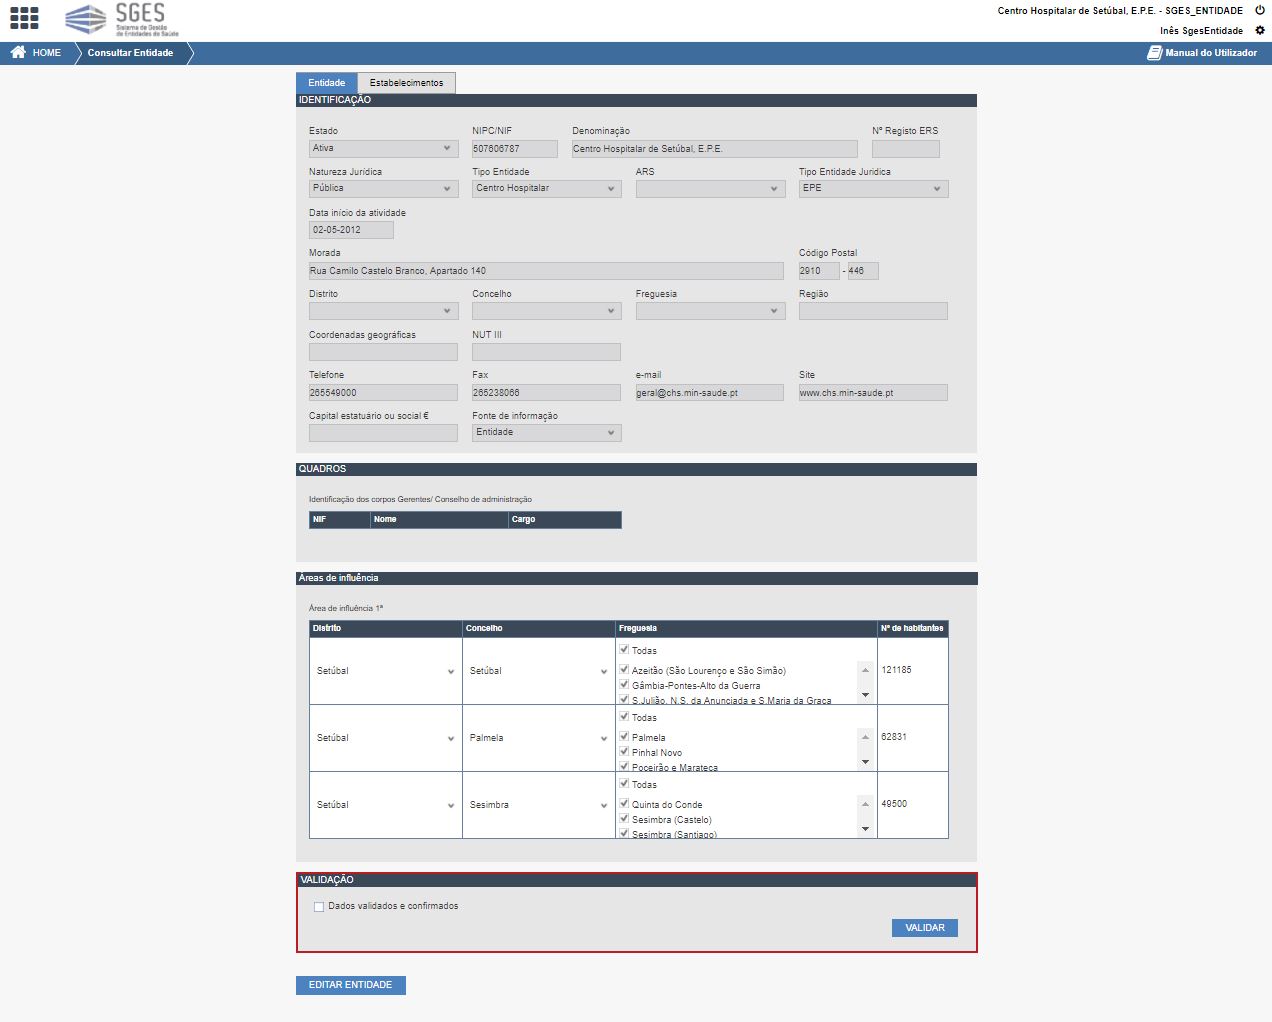 SGES
Sistema de Gestão
de Entidades de Saúde
Centro Hospitalar de Setúbal, E.P.E. - SGES_ENTIDADE
Inês SgesEntidade
HOME
Consultar Entidade
Manual do Utilizador
Entidade
Estabelecimentos
IDENTIFICAÇÃO
Estado NIPC/NIF Denominação Nº Registo ERS
Ativa 507606787 Centro Hospitalar de Setúbal, E.P.E.
Natureza Jurídica Tipo Entidade ARS Tipo Entidade Juridica
Pública Centro Hospitalar EPE
Data início da atividade
02-05-2012
Morada Código Postal
Rua Camilo Castelo Branco, Apartado 140 2910 - 446
Distrito Concelho Freguesia Região
Coordenadas geográficas NUT III
Telefone Fax e-mail Site
265549000 265238066 geral@chs.min-saude.pt www.chs.min-saude.pt
Capital estatuário ou social € Fonte de informação
Entidade
QUADROS
Identificação dos corpos Gerentes/ Conselho de administração
NIF Nome Cargo
Áreas de influência
Área de influência 1ª
Distrito Concelho Freguesia Nº de habitantes
Todas
Setúbal Setúbal Azeitão (São Lourenço e São Simão) 121185
Gâmbia-Pontes-Alto da Guerra
S.Julião, N.S. da Anunciada e S.Maria da Graça
Todas
Setúbal Palmela Palmela 62831
Pinhal Novo
Poceirão e Marateca
Todas
Setúbal Sesimbra Quinta do Conde 49500
Sesimbra (Castelo)
Sesimbra (Santiago)
VALIDAÇÃO
Dados validados e confirmados
VALIDAR
EDITAR ENTIDADE